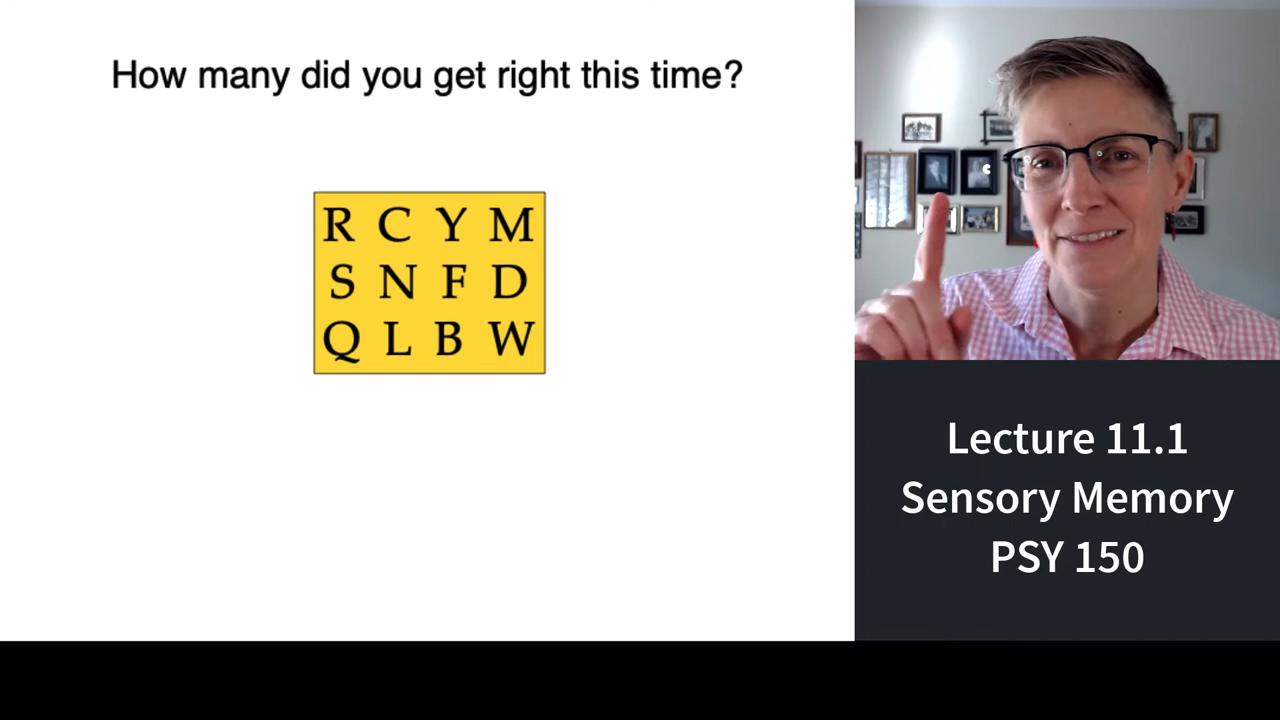 How many did you get right this time?
R C Y M
S N F D
Q L B W
Lecture 11.1
Sensory Memory
PSY 150